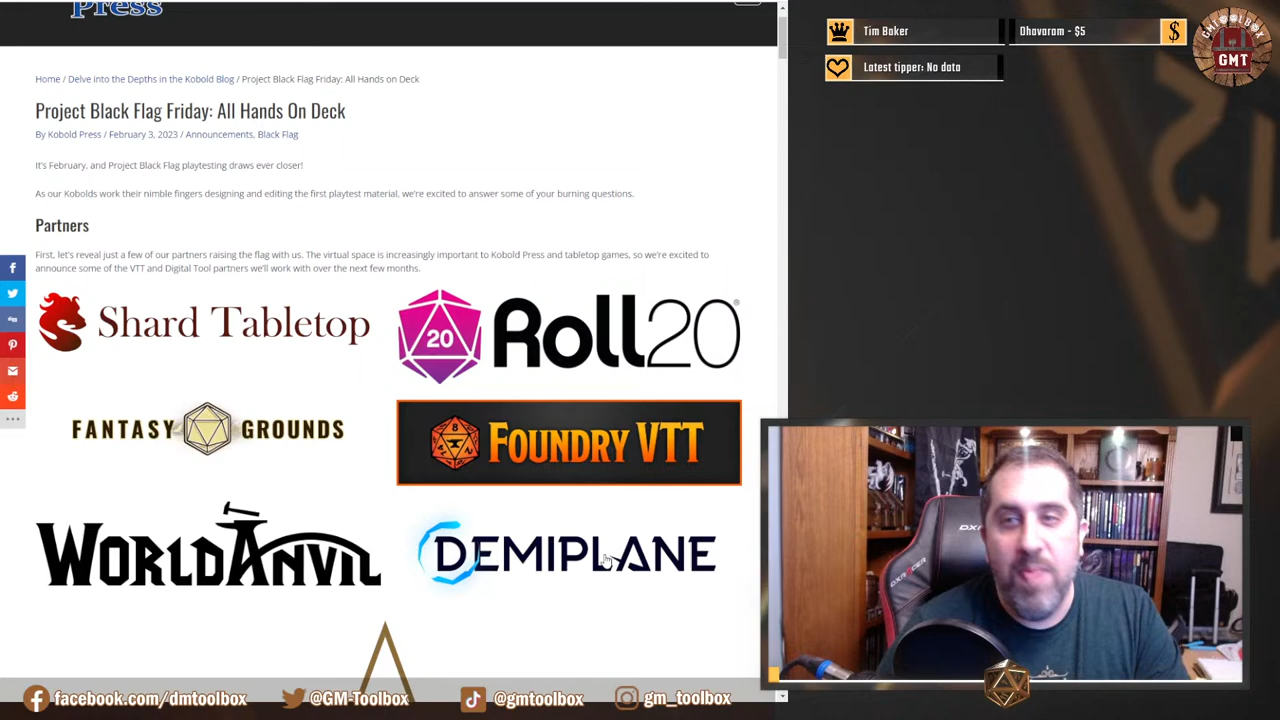 Press
Home / Delve into the Depths in the Kobold Blog / Project Black Flag Friday: All Hands on Deck
Project Black Flag Friday: All Hands On Deck
By Kobold Press / February 3, 2023 / Announcements, Black Flag
It's February, and Project Black Flag playtesting draws ever closer!
As our Kobolds work their nimble fingers designing and editing the first playtest material, we're excited to answer some of your burning questions.
Partners
First, let's reveal just a few of our partners raising the flag with us. The virtual space is increasingly important to Kobold Press and tabletop games, so we're excited to
announce some of the VTT and Digital Tool partners we'll work with over the next few months.
Shard Tabletop
20 Roll20®
FANTASY GROUNDS
8 FOUNDRY VTT
WORLDANVIL
DEMIPLANE
Tim Baker
Dhavaram - $5
$
Latest tipper: No data
GMTOOLBOX
GMT
12
DXRACER
facebook.com/dmtoolbox
@GM-Toolbox
@gmtoolbox
gm_toolbox